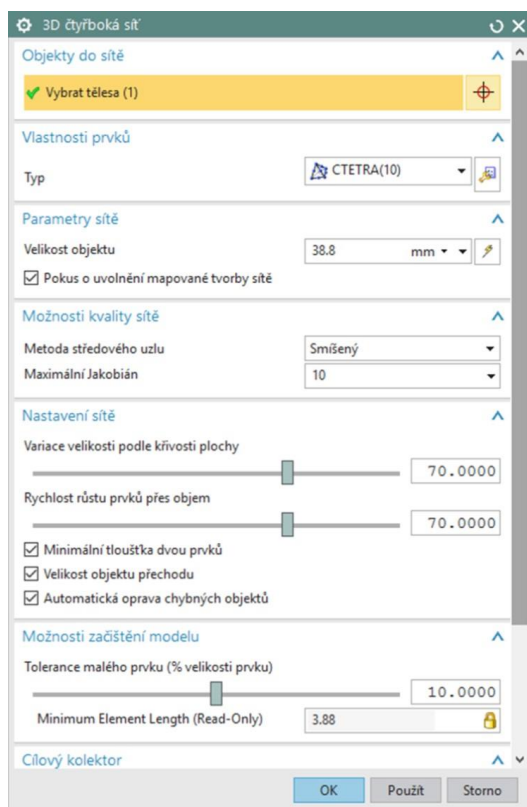 3D čtyřboká síť
Objekty do sítě
Vybrat tělesa (1)
Vlastnosti prvků
Typ CTETRA(10)
Parametry sítě
Velikost objektu 38.8 mm
Pokus o uvolnění mapované tvorby sítě
Možnosti kvality sítě
Metoda středového uzlu Smíšený
Maximální Jakobián 10
Nastavení sítě
Variace velikosti podle křivosti plochy
70.0000
Rychlost růstu prvků přes objem
70.0000
Minimální tloušťka dvou prvků
Velikost objektu přechodu
Automatická oprava chybných objektů
Možnosti začištění modelu
Tolerance malého prvku (% velikosti prvku)
10.0000
Minimum Element Length (Read-Only) 3.88
Cílový kolektor
OK Použít Storno